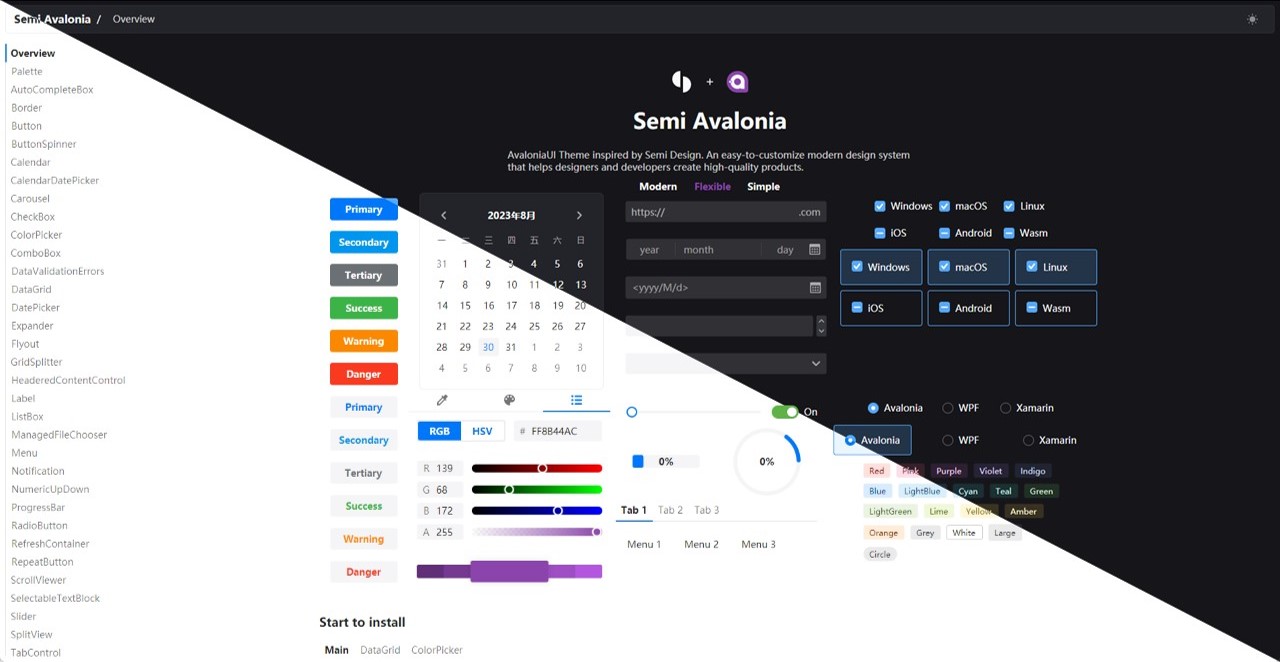 Semi Avalonia / Overview
Overview
Palette
AutoCompleteBox
Border
Button
ButtonSpinner
Calendar
CalendarDatePicker
Carousel
CheckBox
ColorPicker
ComboBox
DataValidationErrors
DataGrid
DatePicker
Expander
Flyout
GridSplitter
HeaderedContentControl
Label
ListBox
ManagedFileChooser
Menu
Notification
NumericUpDown
ProgressBar
RadioButton
RefreshContainer
RepeatButton
ScrollViewer
SelectableTextBlock
Slider
SplitView
TabControl
+
Semi Avalonia
AvaloniaUI Theme inspired by Semi Design. An easy-to-customize modern design system
that helps designers and developers create high-quality products.
Modern Flexible Simple
Primary
Secondary
Tertiary
Success
Warning
Danger
Primary
Secondary
Tertiary
Success
Warning
Danger
2023年8月
一 二 三 四 五 六 日
31 1 2 3 4 5 6
7 8 9 10 11 12 13
14 15 16 17 18 19 20
21 22 23 24 25 26 27
28 29 30 31 1 2 3
4 5 6 7 8 9 10
RGB HSV # FF8B44AC
R 139
G 68
B 172
A 255
https:// .com
year month day
<yyyy/M/d>
On
0% 0%
Tab 1 Tab 2 Tab 3
Menu 1 Menu 2 Menu 3
Windows macOS Linux
iOS Android Wasm
Windows macOS Linux
iOS Android Wasm
Avalonia WPF Xamarin
Avalonia WPF Xamarin
Red Pink Purple Violet Indigo
Blue LightBlue Cyan Teal Green
LightGreen Lime Yellow Amber
Orange Grey White Large
Circle
Start to install
Main DataGrid ColorPicker